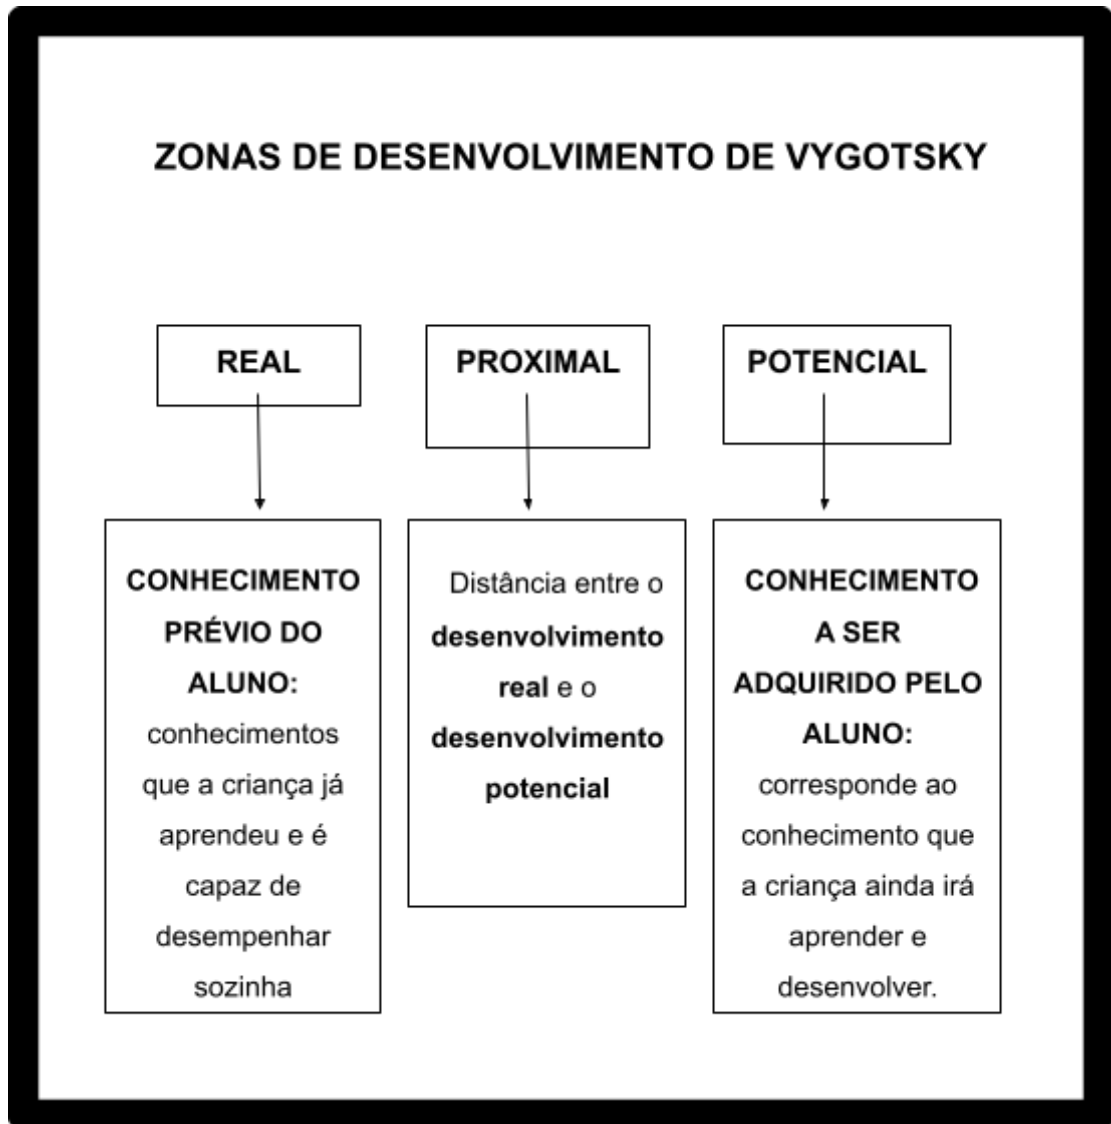 ZONAS DE DESENVOLVIMENTO DE VYGOTSKY
REAL
CONHECIMENTO
PRÉVIO DO
ALUNO:
conhecimentos
que a criança já
aprendeu e é
capaz de
desempenhar
sozinha
PROXIMAL
Distância entre o
desenvolvimento
real e o
desenvolvimento
potencial
POTENCIAL
CONHECIMENTO
A SER
ADQUIRIDO PELO
ALUNO:
corresponde ao
conhecimento que
a criança ainda irá
aprender e
desenvolver.